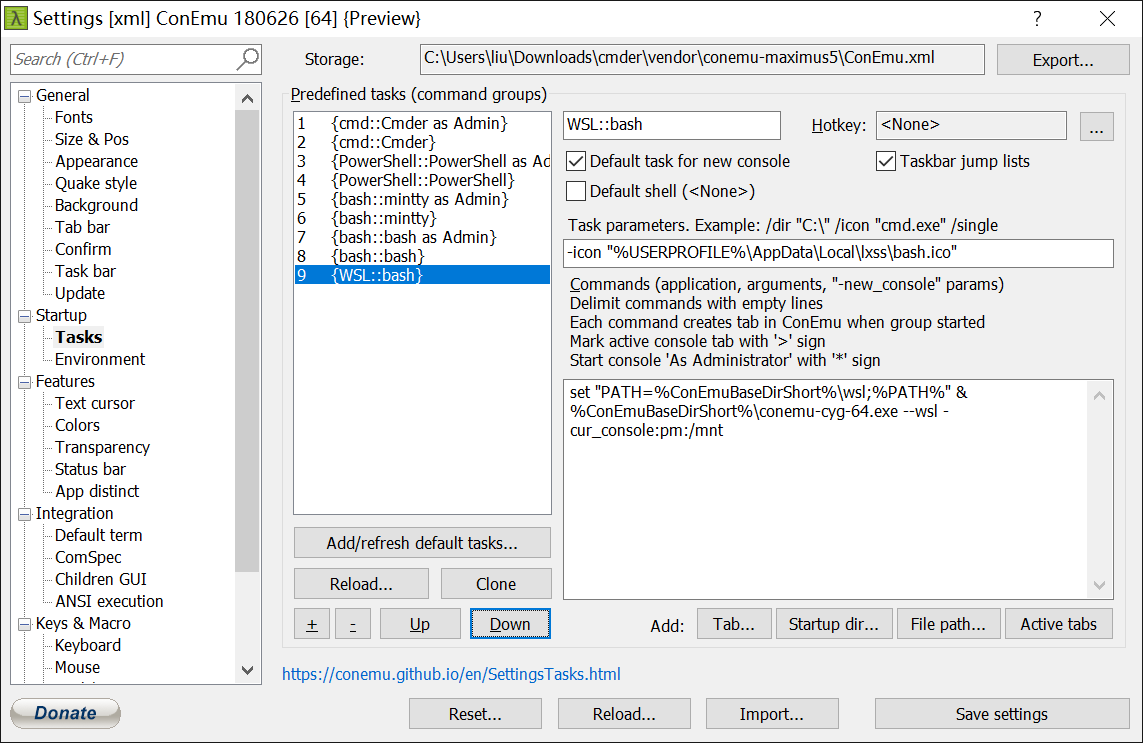 Settings [xml] ConEmu 180626 [64] {Preview}
?
Search (Ctrl+F)
Storage:
C:\Users\liu\Downloads\cmder\vendor\conemu-maximus5\ConEmu.xml
Export...
General
Fonts
Size & Pos
Appearance
Quake style
Background
Tab bar
Confirm
Task bar
Update
Startup
Tasks
Environment
Features
Text cursor
Colors
Transparency
Status bar
App distinct
Integration
Default term
ComSpec
Children GUI
ANSI execution
Keys & Macro
Keyboard
Mouse
Predefined tasks (command groups)
1 {cmd::Cmder as Admin}
2 {cmd::Cmder}
3 {PowerShell::PowerShell as Ad
4 {PowerShell::PowerShell}
5 {bash::mintty as Admin}
6 {bash::mintty}
7 {bash::bash as Admin}
8 {bash::bash}
9 {WSL::bash}
Add/refresh default tasks...
Reload...
Clone
+
-
Up
Down
WSL::bash
Hotkey:
<None>
...
Default task for new console
Taskbar jump lists
Default shell (<None>)
Task parameters. Example: /dir "C:\" /icon "cmd.exe" /single
-icon "%USERPROFILE%\AppData\Local\lxss\bash.ico"
Commands (application, arguments, "-new_console" params)
Delimit commands with empty lines
Each command creates tab in ConEmu when group started
Mark active console tab with '>' sign
Start console 'As Administrator' with '*' sign
set "PATH=%ConEmuBaseDirShort%\wsl;%PATH%" &
%ConEmuBaseDirShort%\conemu-cyg-64.exe --wsl -
cur_console:pm:/mnt
Add:
Tab...
Startup dir...
File path...
Active tabs
https://conemu.github.io/en/SettingsTasks.html
Donate
Reset...
Reload...
Import...
Save settings